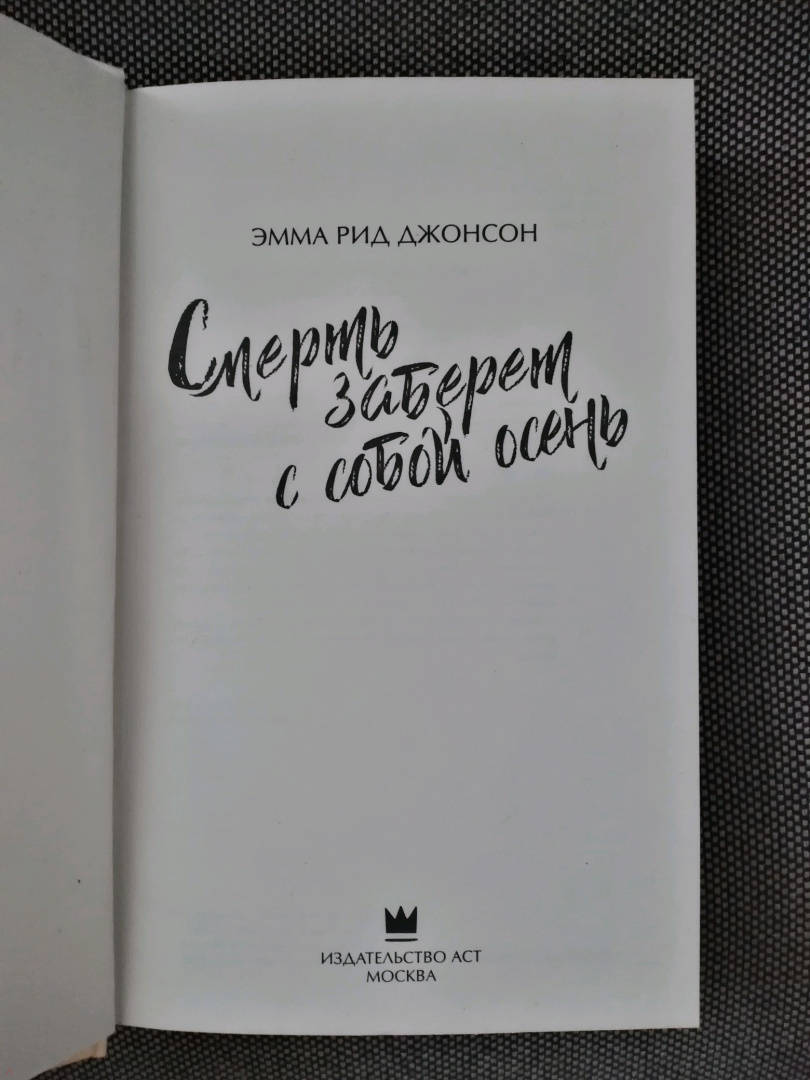 ЭММА РИД ДЖОНСОН
Смерть
заберет
с собой осень
ИЗДАТЕЛЬСТВО АСТ
МОСКВА